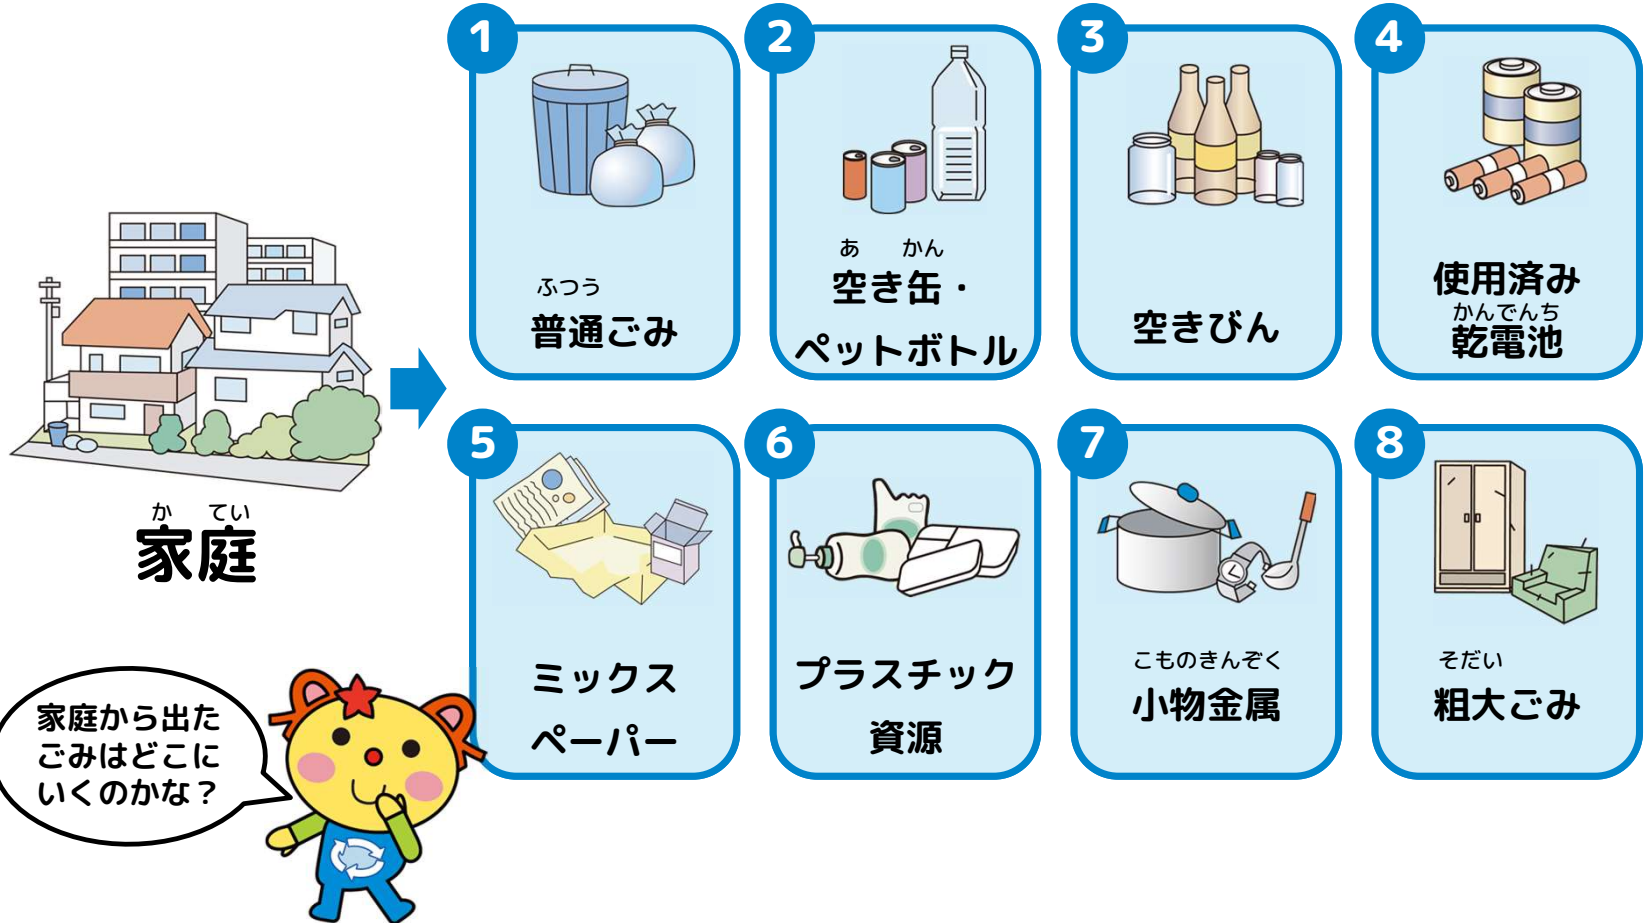 1
ふつう
普通ごみ
2
あ かん
空き缶・
ペットボトル
3
空きびん
4
使用済み
かんでんち
乾電池
か てい
家庭
5
ミックス
ペーパー
6
プラスチック
資源
7
こものきんぞく
小物金属
8
そだい
粗大ごみ
家庭から出た
ごみはどこに
いくのかな？